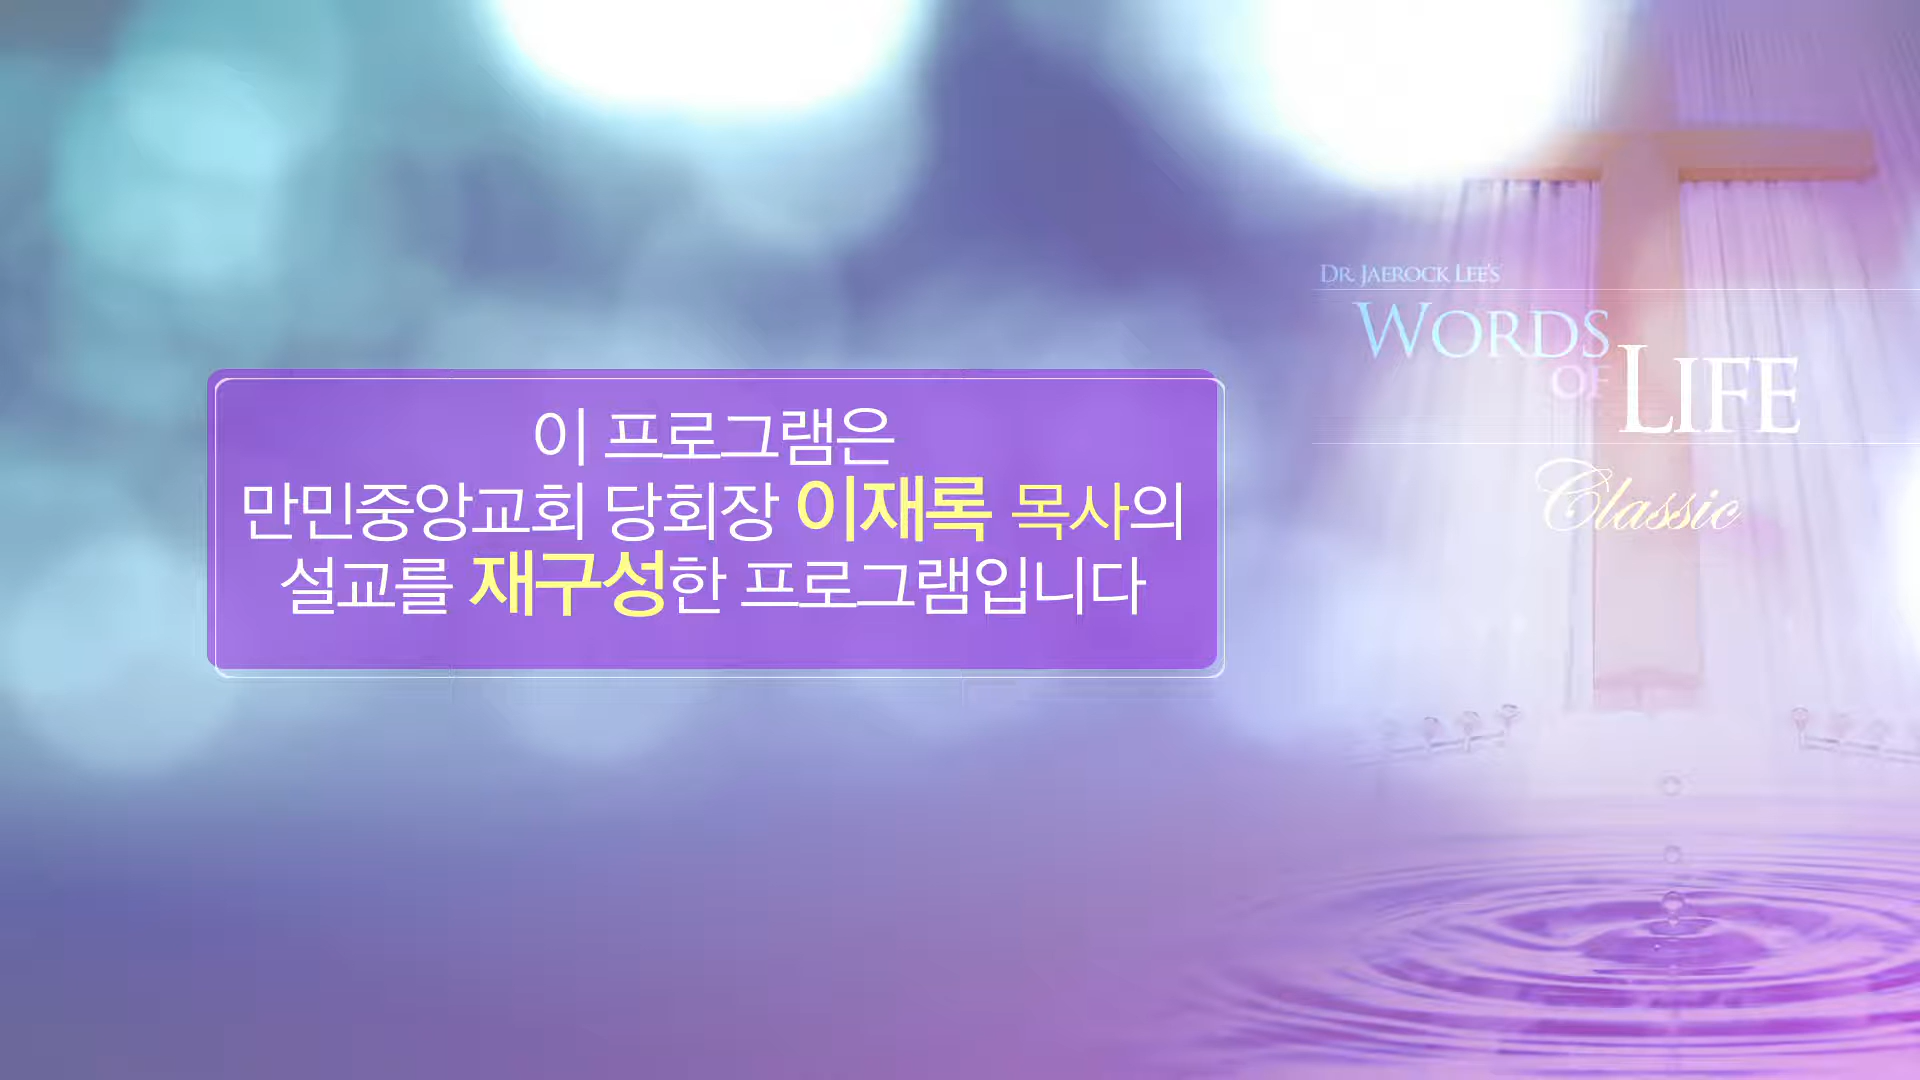 이 프로그램은
만민중앙교회 당회장 이재록 목사의
설교를 재구성한 프로그램입니다
DR. JAEROCK LEE'S
WORDS
OF LIFE
Classic